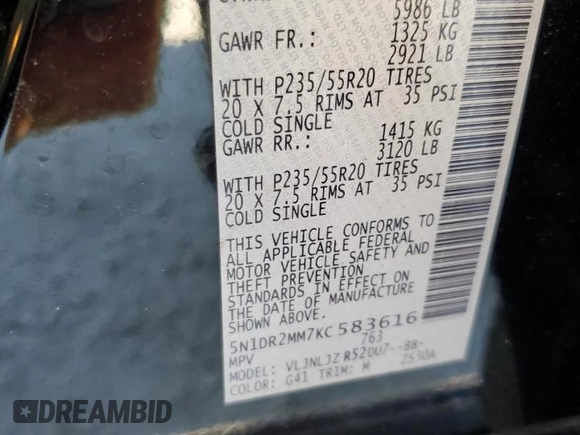 5986 LB
GAWR FR.: 1325 KG
2921 LB
WITH P235/55R20 TIRES
20 X 7.5 RIMS AT 35 PSI
COLD SINGLE
GAWR RR.: 1415 KG
3120 LB
WITH P235/55R20 TIRES
20 X 7.5 RIMS AT 35 PSI
COLD SINGLE
THIS VEHICLE CONFORMS TO
ALL APPLICABLE FEDERAL
MOTOR VEHICLE SAFETY AND
THEFT PREVENTION
STANDARDS IN EFFECT ON
THE DATE OF MANUFACTURE
SHOWN ABOVE.
5N1DR2MM7KC583616
MPV 763
MODEL: VLJNLJZ R52DU7--88-
COLOR: G41 TRIM: M 2530A
DREAMBID